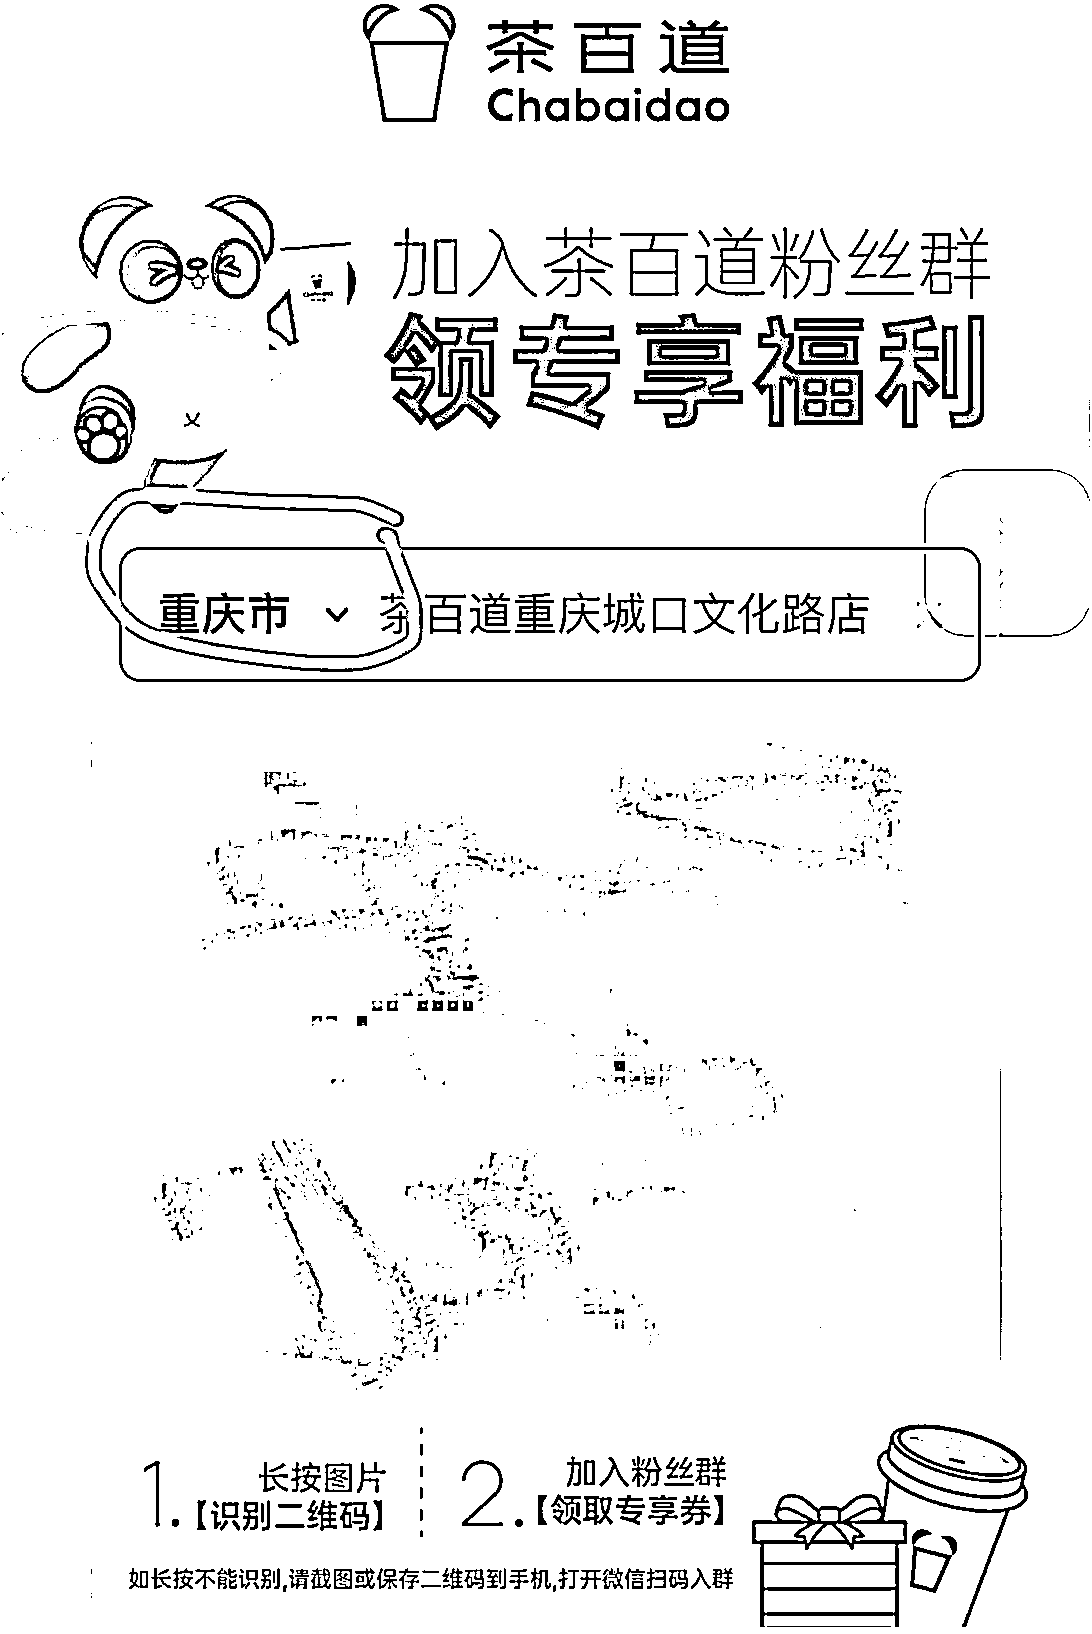 茶百道
Chabaidao
加入茶百道粉丝群
领专享福利
重庆市 茶百道重庆城口文化路店
1. 长按图片
【识别二维码】
2. 加入粉丝群
【领取专享券】
如长按不能识别,请截图或保存二维码到手机,打开微信扫码入群